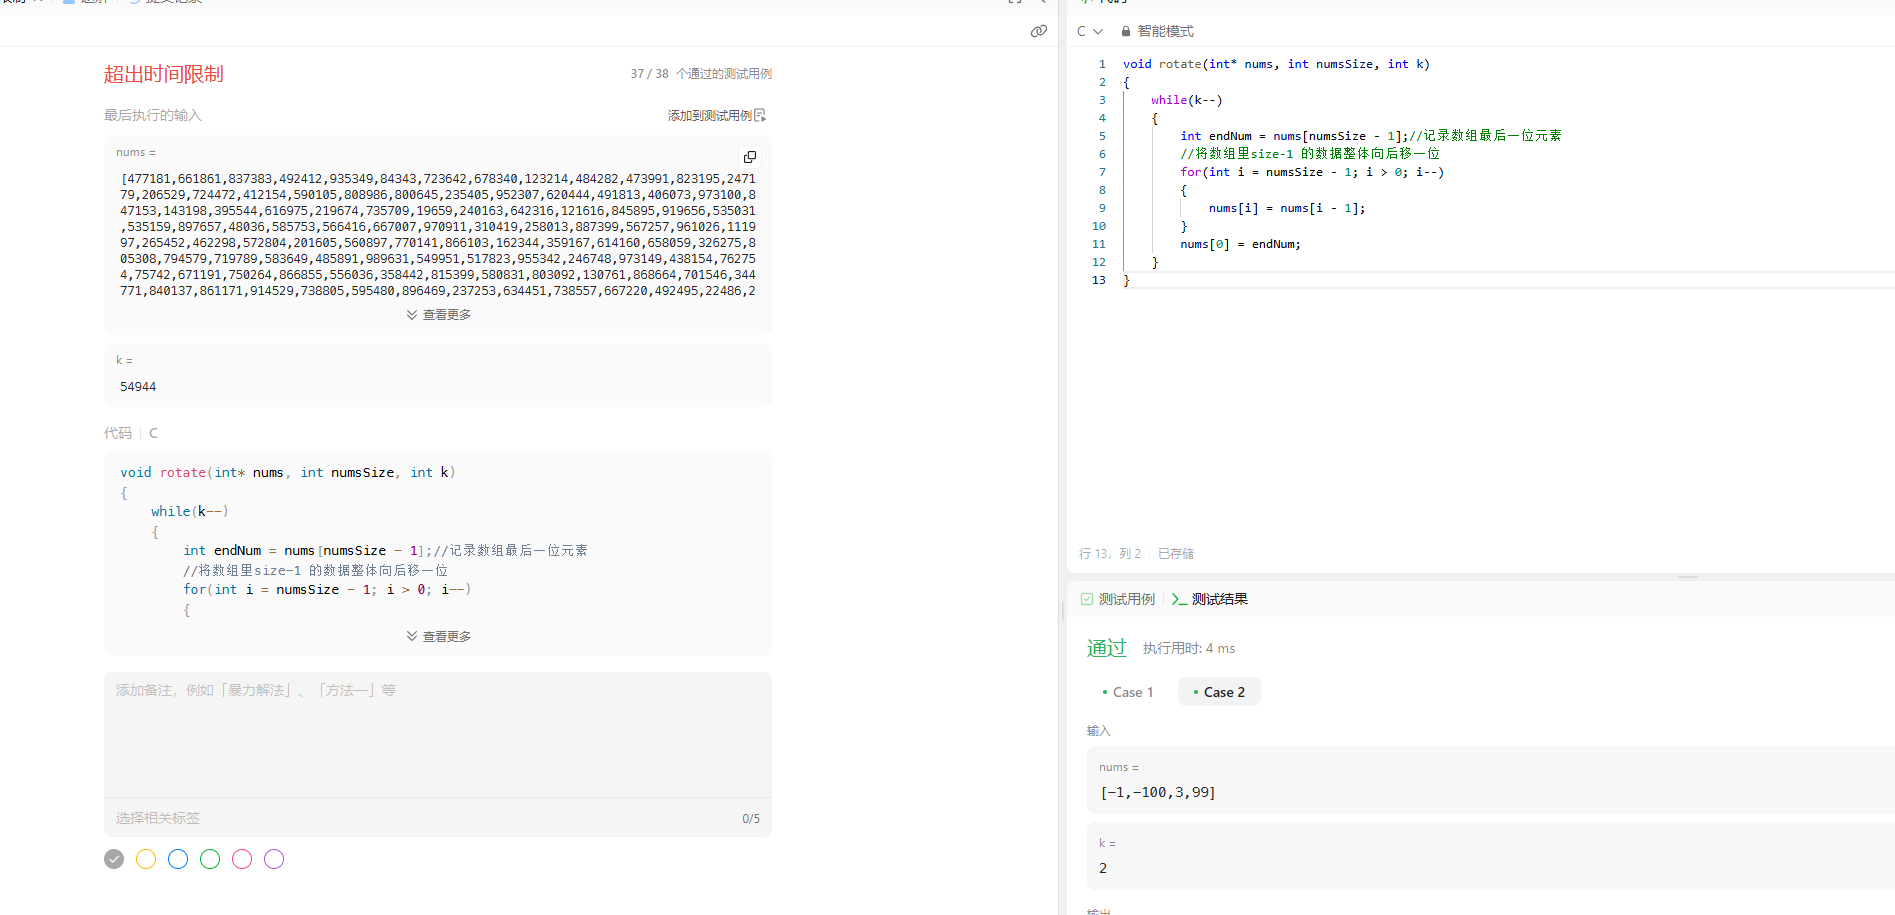 超出时间限制
37 / 38 个通过的测试用例
最后执行的输入
添加到测试用例
nums =
[477181,661861,837383,492412,935349,84343,723642,678340,123214,484282,473991,823195,2471
79,206529,724472,412154,590105,808986,800645,235405,952307,620444,491813,406073,973100,8
47153,143198,395544,616975,219674,735709,19659,240163,642316,121616,845895,919656,535031
,535159,897657,48036,585753,566416,667007,970911,310419,258013,887399,567257,961026,1119
97,265452,462298,572804,201605,560897,770141,866103,162344,359167,614160,658059,326275,8
05308,794579,719789,583649,485891,989631,549951,517823,955342,246748,973149,438154,76275
4,75742,671191,750264,866855,556036,358442,815399,580831,803092,130761,868664,701546,344
771,840137,861171,914529,738805,595480,896469,237253,634451,738557,667220,492495,22486,2
查看更多
k =
54944
代码 C
void rotate(int* nums, int numsSize, int k)
{
while(k--)
{
int endNum = nums[numsSize - 1];//记录数组最后一位元素
//将数组里size-1 的数据整体向后移一位
for(int i = numsSize - 1; i > 0; i--)
{
查看更多
添加备注，例如「暴力解法」、「方法一」等
选择相关标签
0/5
C
智能模式
1 void rotate(int* nums, int numsSize, int k)
2 {
3 while(k--)
4 {
5 int endNum = nums[numsSize - 1];//记录数组最后一位元素
6 //将数组里size-1 的数据整体向后移一位
7 for(int i = numsSize - 1; i > 0; i--)
8 {
9 nums[i] = nums[i - 1];
10 }
11 nums[0] = endNum;
12 }
13 }
行 13，列 2 已存储
测试用例
测试结果
通过 执行用时: 4 ms
Case 1
Case 2
输入
nums =
[-1,-100,3,99]
k =
2